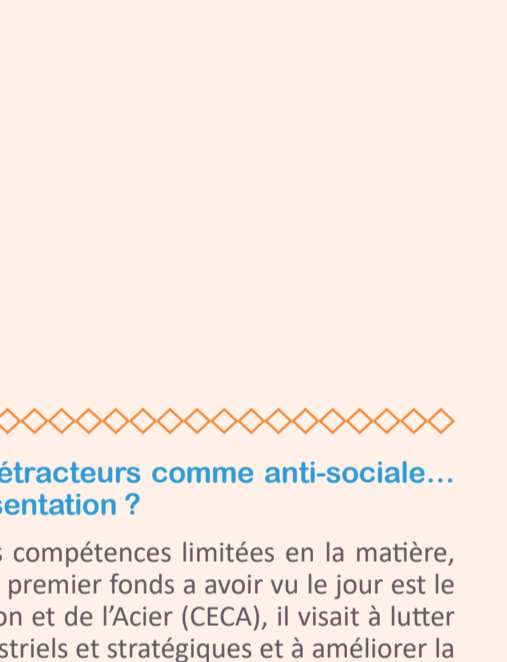 étracteurs comme anti-sociale...
sentation ?
s compétences limitées en la matière,
premier fonds a avoir vu le jour est le
on et de l'Acier (CECA), il visait à lutter
striels et stratégiques et à améliorer la